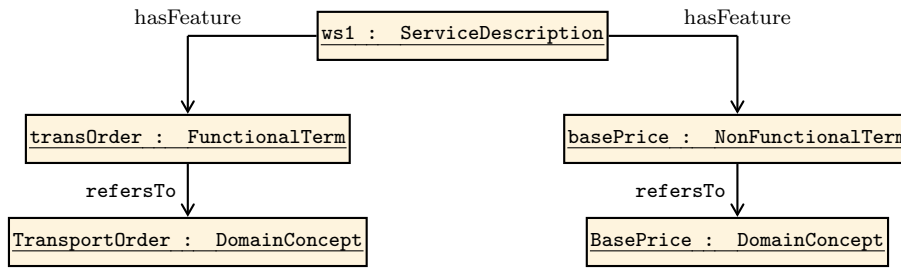 hasFeature
hasFeature
ws1 : ServiceDescription
transOrder : FunctionalTerm
basePrice : NonFunctionalTerm
refersTo
refersTo
TransportOrder : DomainConcept
BasePrice : DomainConcept